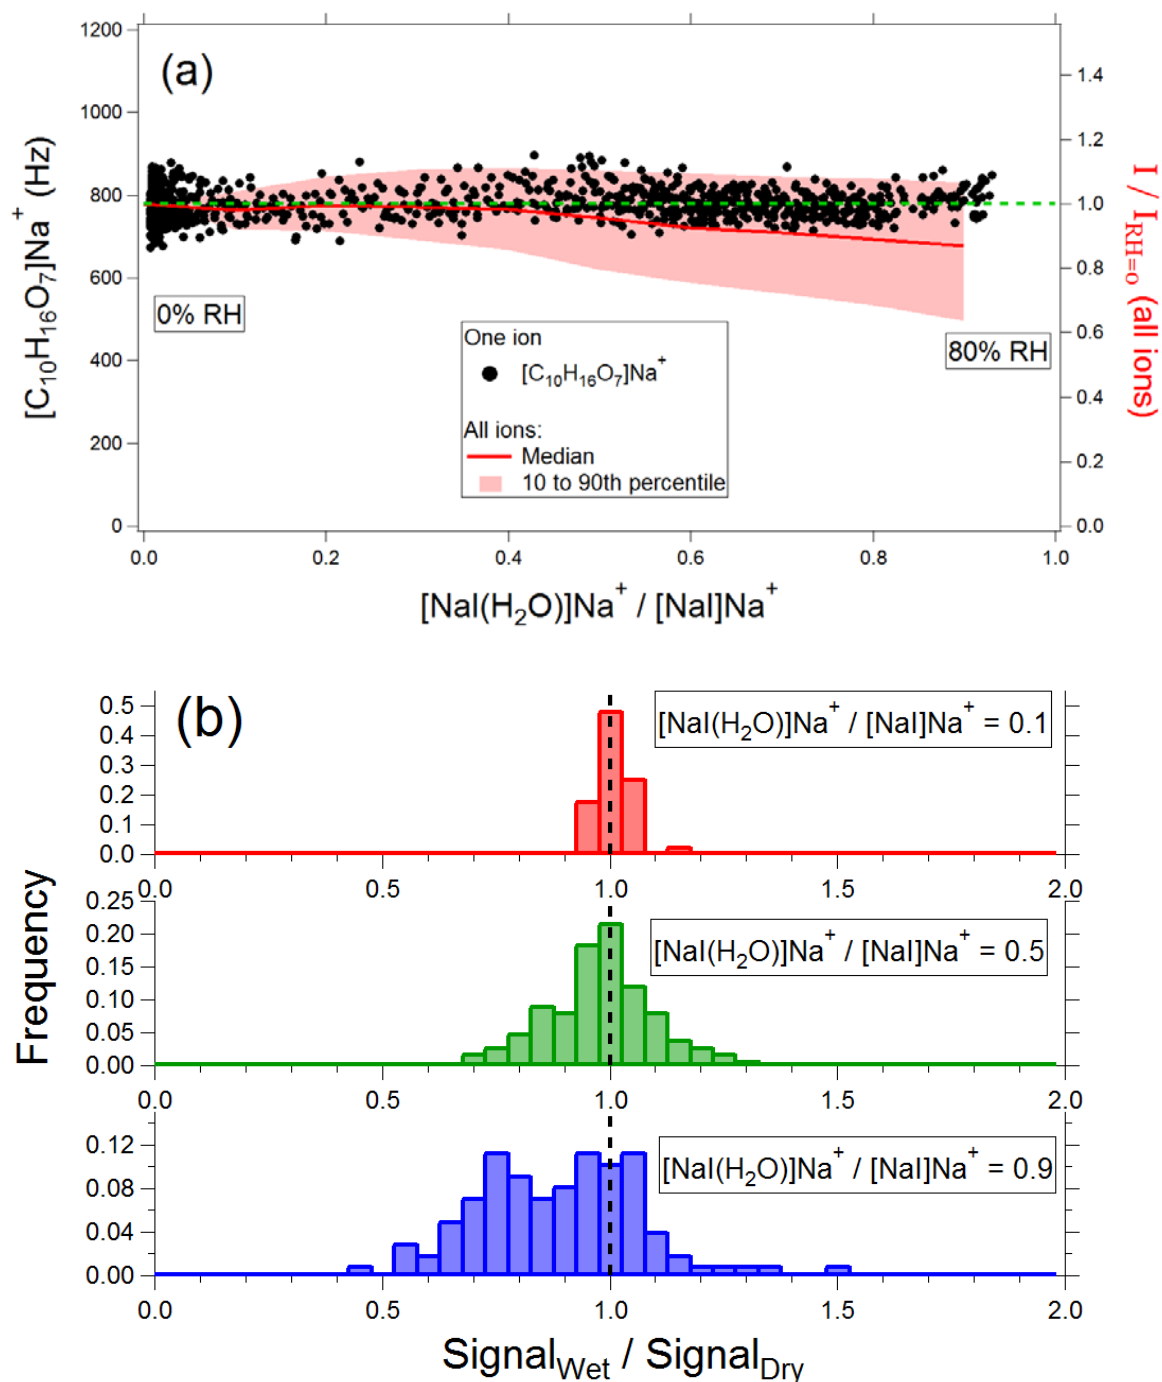 (a)
1200
1000
800
600
400
200
0
[C₁₀H₁₆O₇]Na⁺ (Hz)
1.4
1.2
1.0
0.8
0.6
0.4
0.2
0.0
I / I_RH=0 (all ions)
0% RH
80% RH
One ion
[C₁₀H₁₆O₇]Na⁺
All ions:
Median
10 to 90th percentile
0.0 0.2 0.4 0.6 0.8 1.0
[NaI(H₂O)]Na⁺ / [NaI]Na⁺
(b)
Frequency
[NaI(H₂O)]Na⁺ / [NaI]Na⁺ = 0.1
0.5
0.4
0.3
0.2
0.1
0.0
0.0 0.5 1.0 1.5 2.0
[NaI(H₂O)]Na⁺ / [NaI]Na⁺ = 0.5
0.25
0.20
0.15
0.10
0.05
0.00
0.0 0.5 1.0 1.5 2.0
[NaI(H₂O)]Na⁺ / [NaI]Na⁺ = 0.9
0.12
0.08
0.04
0.00
0.0 0.5 1.0 1.5 2.0
Signal_Wet / Signal_Dry